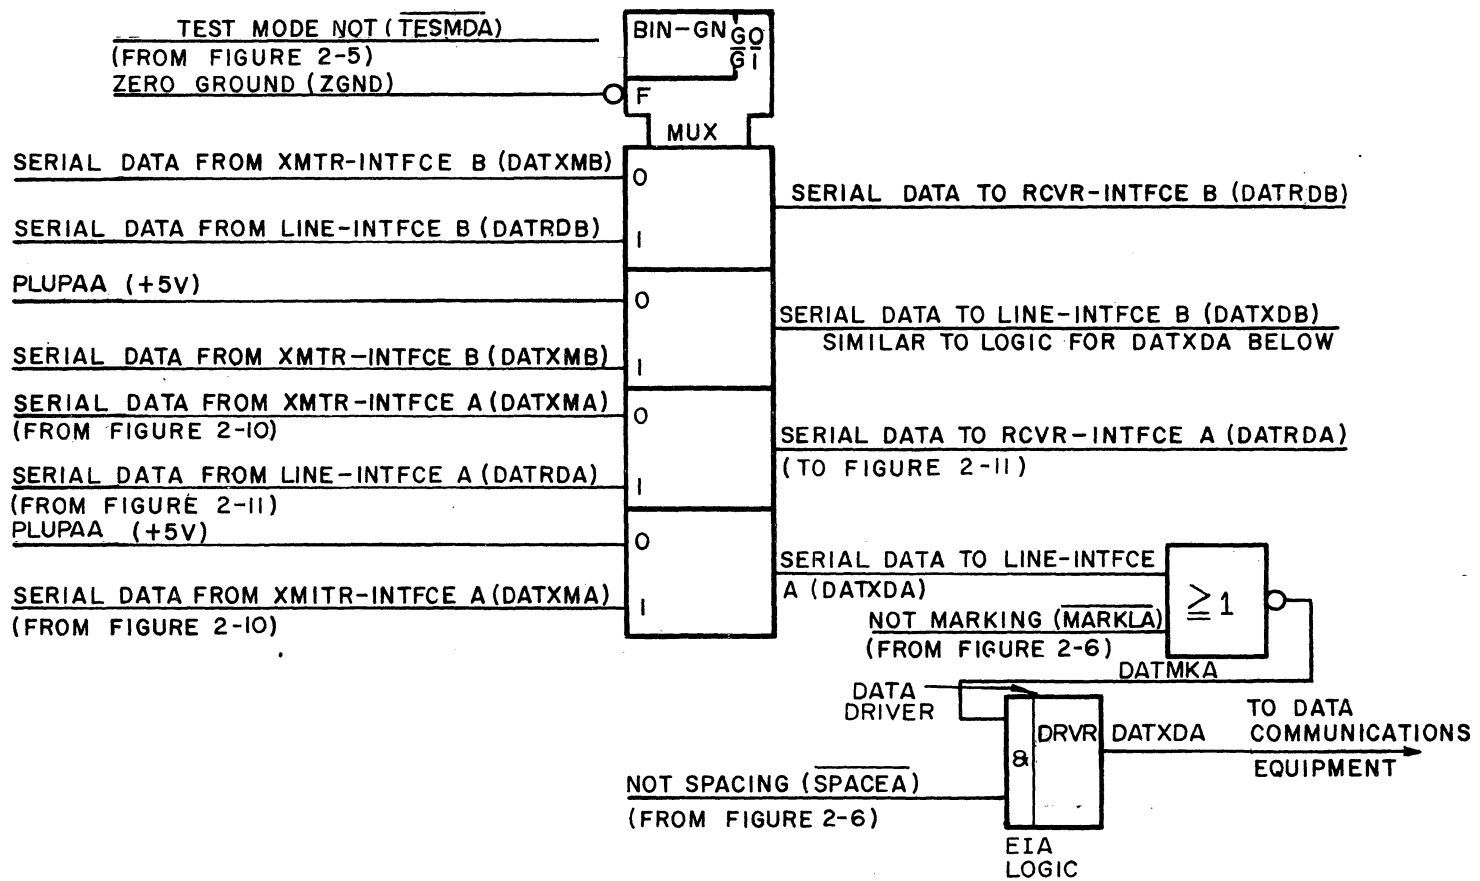 TEST MODE NOT (TESMDA)
(FROM FIGURE 2-5)
ZERO GROUND (ZGND)
BIN-GN G0
G1
F
MUX
SERIAL DATA FROM XMTR-INTFCE B (DATXMB)
0
SERIAL DATA TO RCVR-INTFCE B (DATRDB)
SERIAL DATA FROM LINE-INTFCE B (DATRDB)
1
PLUPAA (+5V)
0
SERIAL DATA TO LINE-INTFCE B (DATXDB)
SIMILAR TO LOGIC FOR DATXDA BELOW
SERIAL DATA FROM XMTR-INTFCE B (DATXMB)
1
SERIAL DATA FROM XMTR-INTFCE A (DATXMA)
(FROM FIGURE 2-10)
0
SERIAL DATA TO RCVR-INTFCE A (DATRDA)
(TO FIGURE 2-11)
SERIAL DATA FROM LINE-INTFCE A (DATRDA)
(FROM FIGURE 2-11)
1
PLUPAA (+5V)
0
SERIAL DATA TO LINE-INTFCE
A (DATXDA)
SERIAL DATA FROM XMITR-INTFCE A (DATXMA)
(FROM FIGURE 2-10)
1
NOT MARKING (MARKLA)
(FROM FIGURE 2-6)
≥ 1
DATMKA
DATA
DRIVER
& DRVR
DATXDA
TO DATA
COMMUNICATIONS
EQUIPMENT
NOT SPACING (SPACEA)
(FROM FIGURE 2-6)
EIA
LOGIC